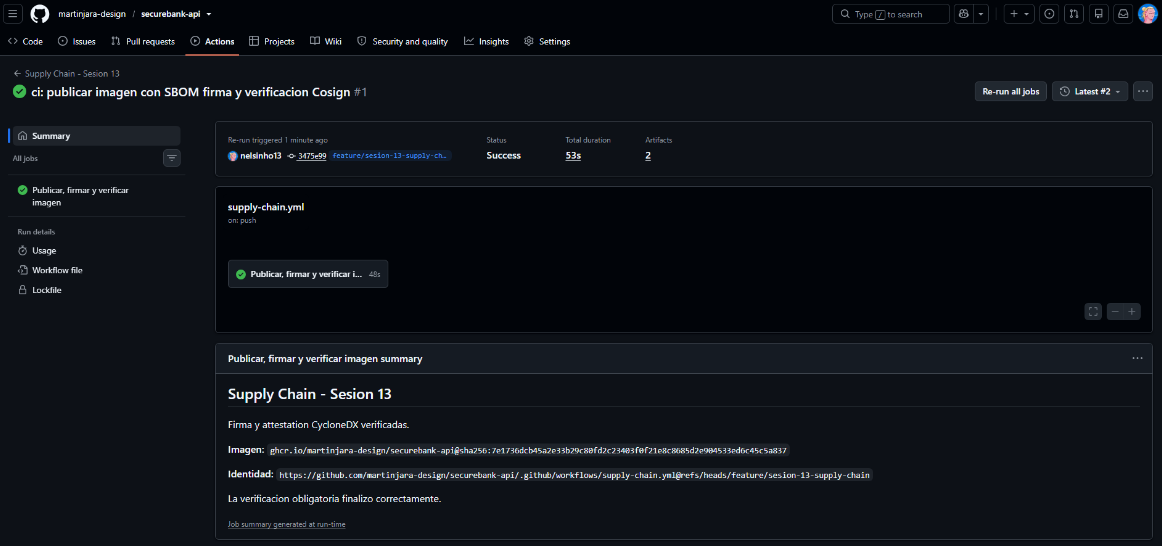 martinjara-design / securebank-api
Type / to search
Code Issues Pull requests Actions Projects Wiki Security and quality Insights Settings
← Supply Chain - Sesion 13
ci: publicar imagen con SBOM firma y verificacion Cosign #1
Re-run all jobs
Latest #2
Summary
All jobs
Publicar, firmar y verificar
imagen
Run details
Usage
Workflow file
Lockfile
Re-run triggered 1 minute ago
nelsinho13 3475e99 feature/sesion-13-supply-ch…
Status
Success
Total duration
53s
Artifacts
2
supply-chain.yml
on: push
Publicar, firmar y verificar i... 48s
Publicar, firmar y verificar imagen summary
Supply Chain - Sesion 13
Firma y attestation CycloneDX verificadas.
Imagen: ghcr.io/martinjara-design/securebank-api@sha256:7e1736dcb45a2e33b29c80fd2c23403f0f21e8c8685d2e904533ed6c45c5a837
Identidad: https://github.com/martinjara-design/securebank-api/.github/workflows/supply-chain.yml@refs/heads/feature/sesion-13-supply-chain
La verificacion obligatoria finalizo correctamente.
Job summary generated at run-time